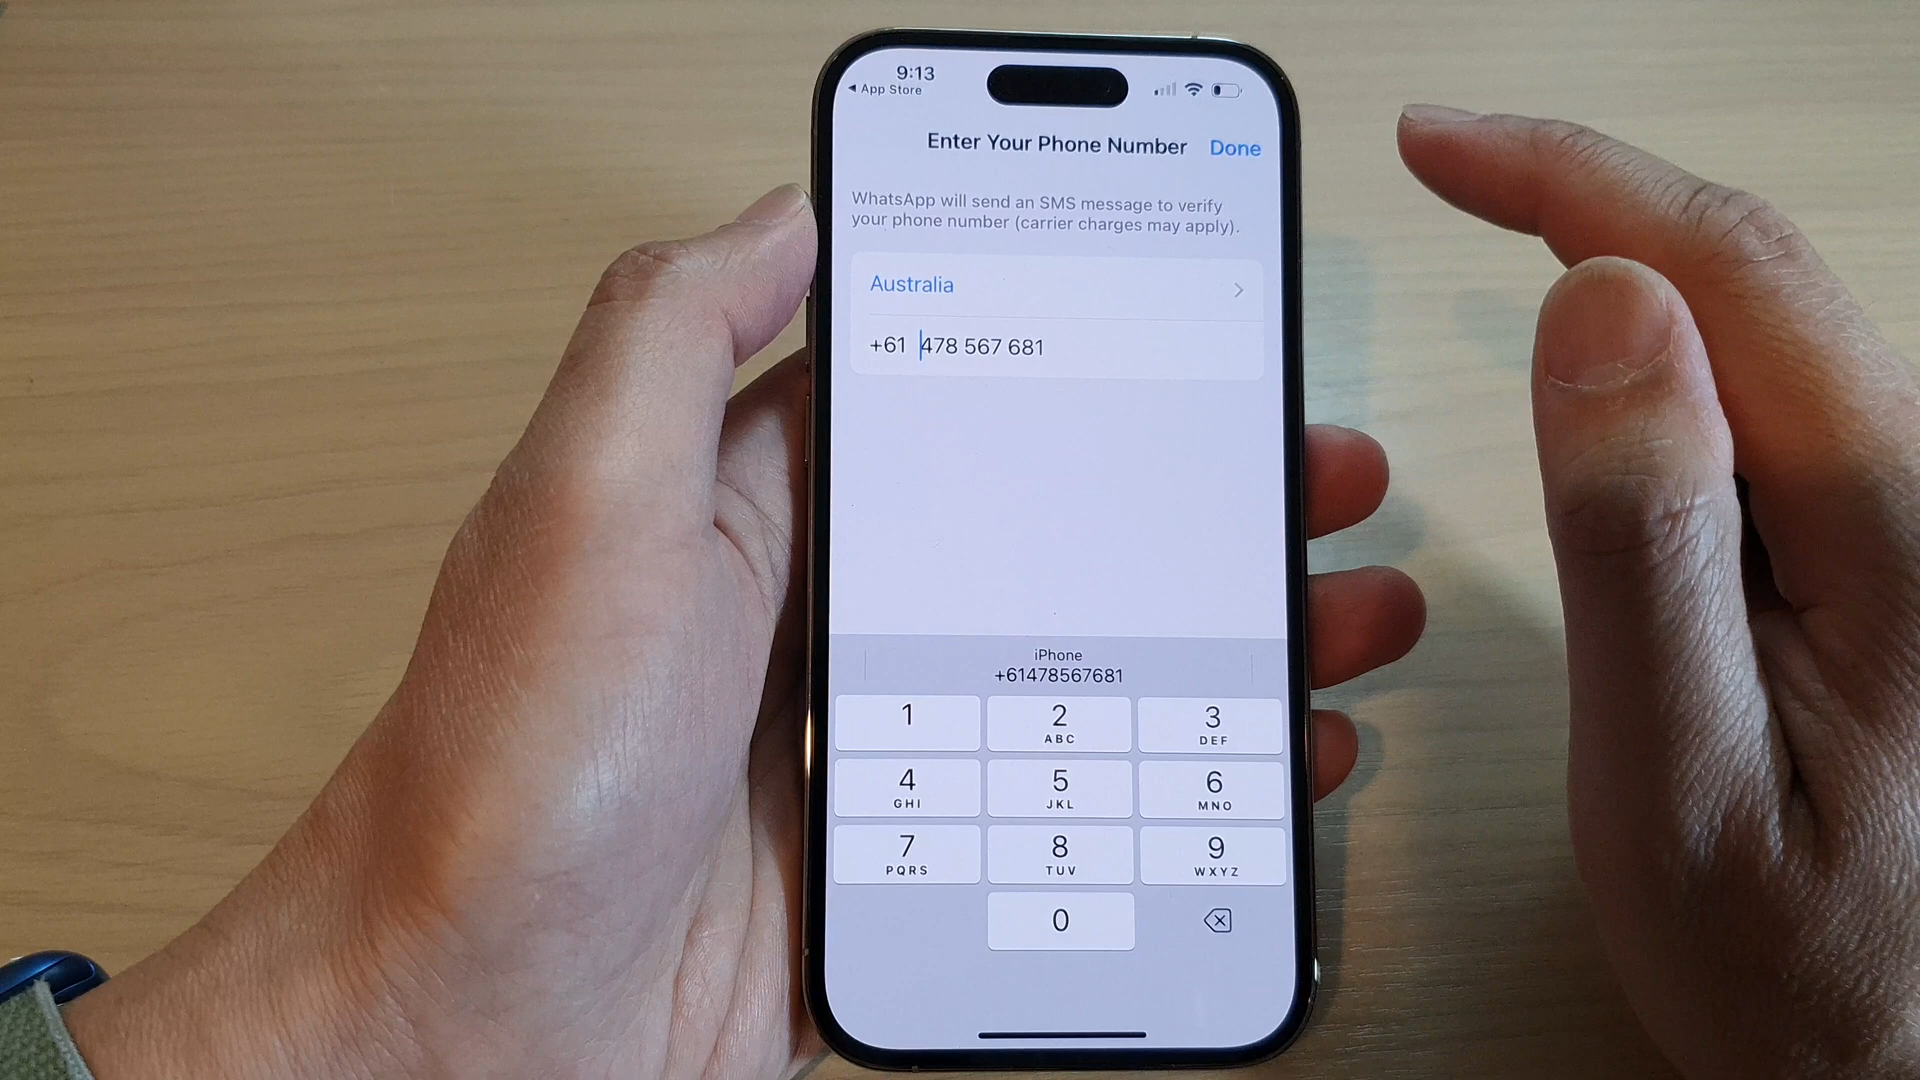 9:13
◀ App Store
Enter Your Phone Number Done
WhatsApp will send an SMS message to verify
your phone number (carrier charges may apply).
Australia
+61 478 567 681
iPhone
+61478567681
1 2 3
ABC DEF
4 5 6
GHI JKL MNO
7 8 9
PQRS TUV WXYZ
0